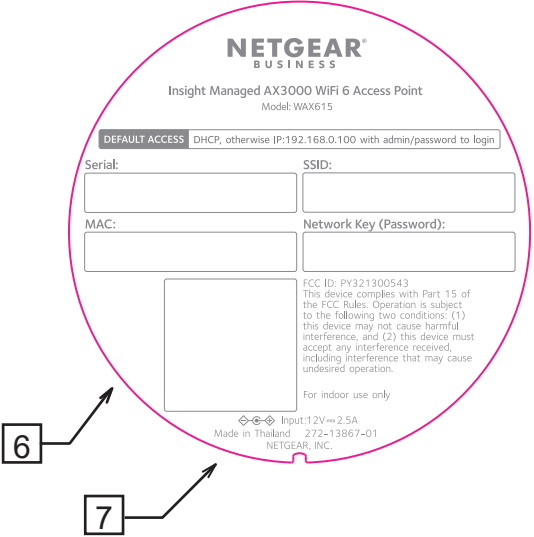 NETGEAR®
BUSINESS
Insight Managed AX3000 WiFi 6 Access Point
Model: WAX615
DEFAULT ACCESS DHCP, otherwise IP:192.168.0.100 with admin/password to login
Serial: SSID:
MAC: Network Key (Password):
FCC ID: PY321300543
This device complies with Part 15 of
the FCC Rules. Operation is subject
to the following two conditions: (1)
this device may not cause harmful
interference, and (2) this device must
accept any interference received,
including interference that may cause
undesired operation.
For indoor use only
Input:12V⎓2.5A
Made in Thailand 272-13867-01
NETGEAR, INC.
6
7